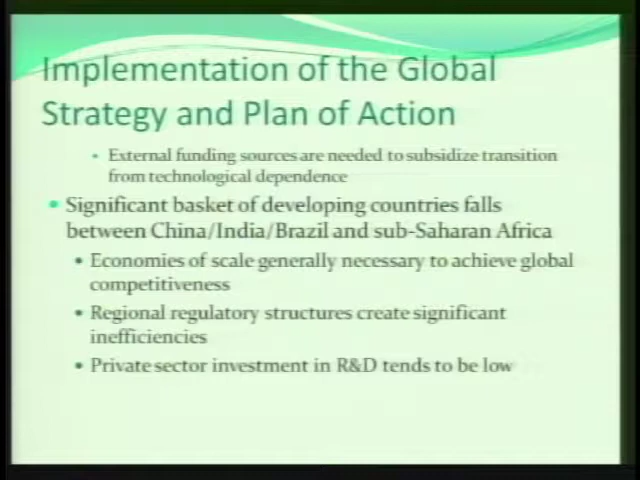 Implementation of the Global
Strategy and Plan of Action
• External funding sources are needed to subsidize transition
from technological dependence
• Significant basket of developing countries falls
between China/India/Brazil and sub-Saharan Africa
• Economies of scale generally necessary to achieve global
competitiveness
• Regional regulatory structures create significant
inefficiencies
• Private sector investment in R&D tends to be low